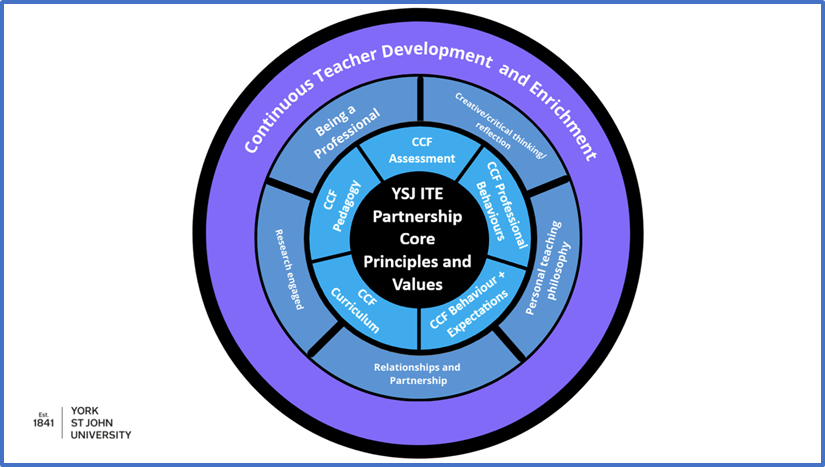 Continuous Teacher Development and Enrichment
Being a
Professional
Creative/critical thinking/
reflection
Personal teaching
philosophy
Relationships and
Partnership
Research engaged
CCF
Assessment
CCF Professional
Behaviours
CCF Behaviour +
Expectations
CCF
Curriculum
CCF
Pedagogy
YSJ ITE
Partnership
Core
Principles and
Values
Est.
1841
YORK
ST JOHN
UNIVERSITY